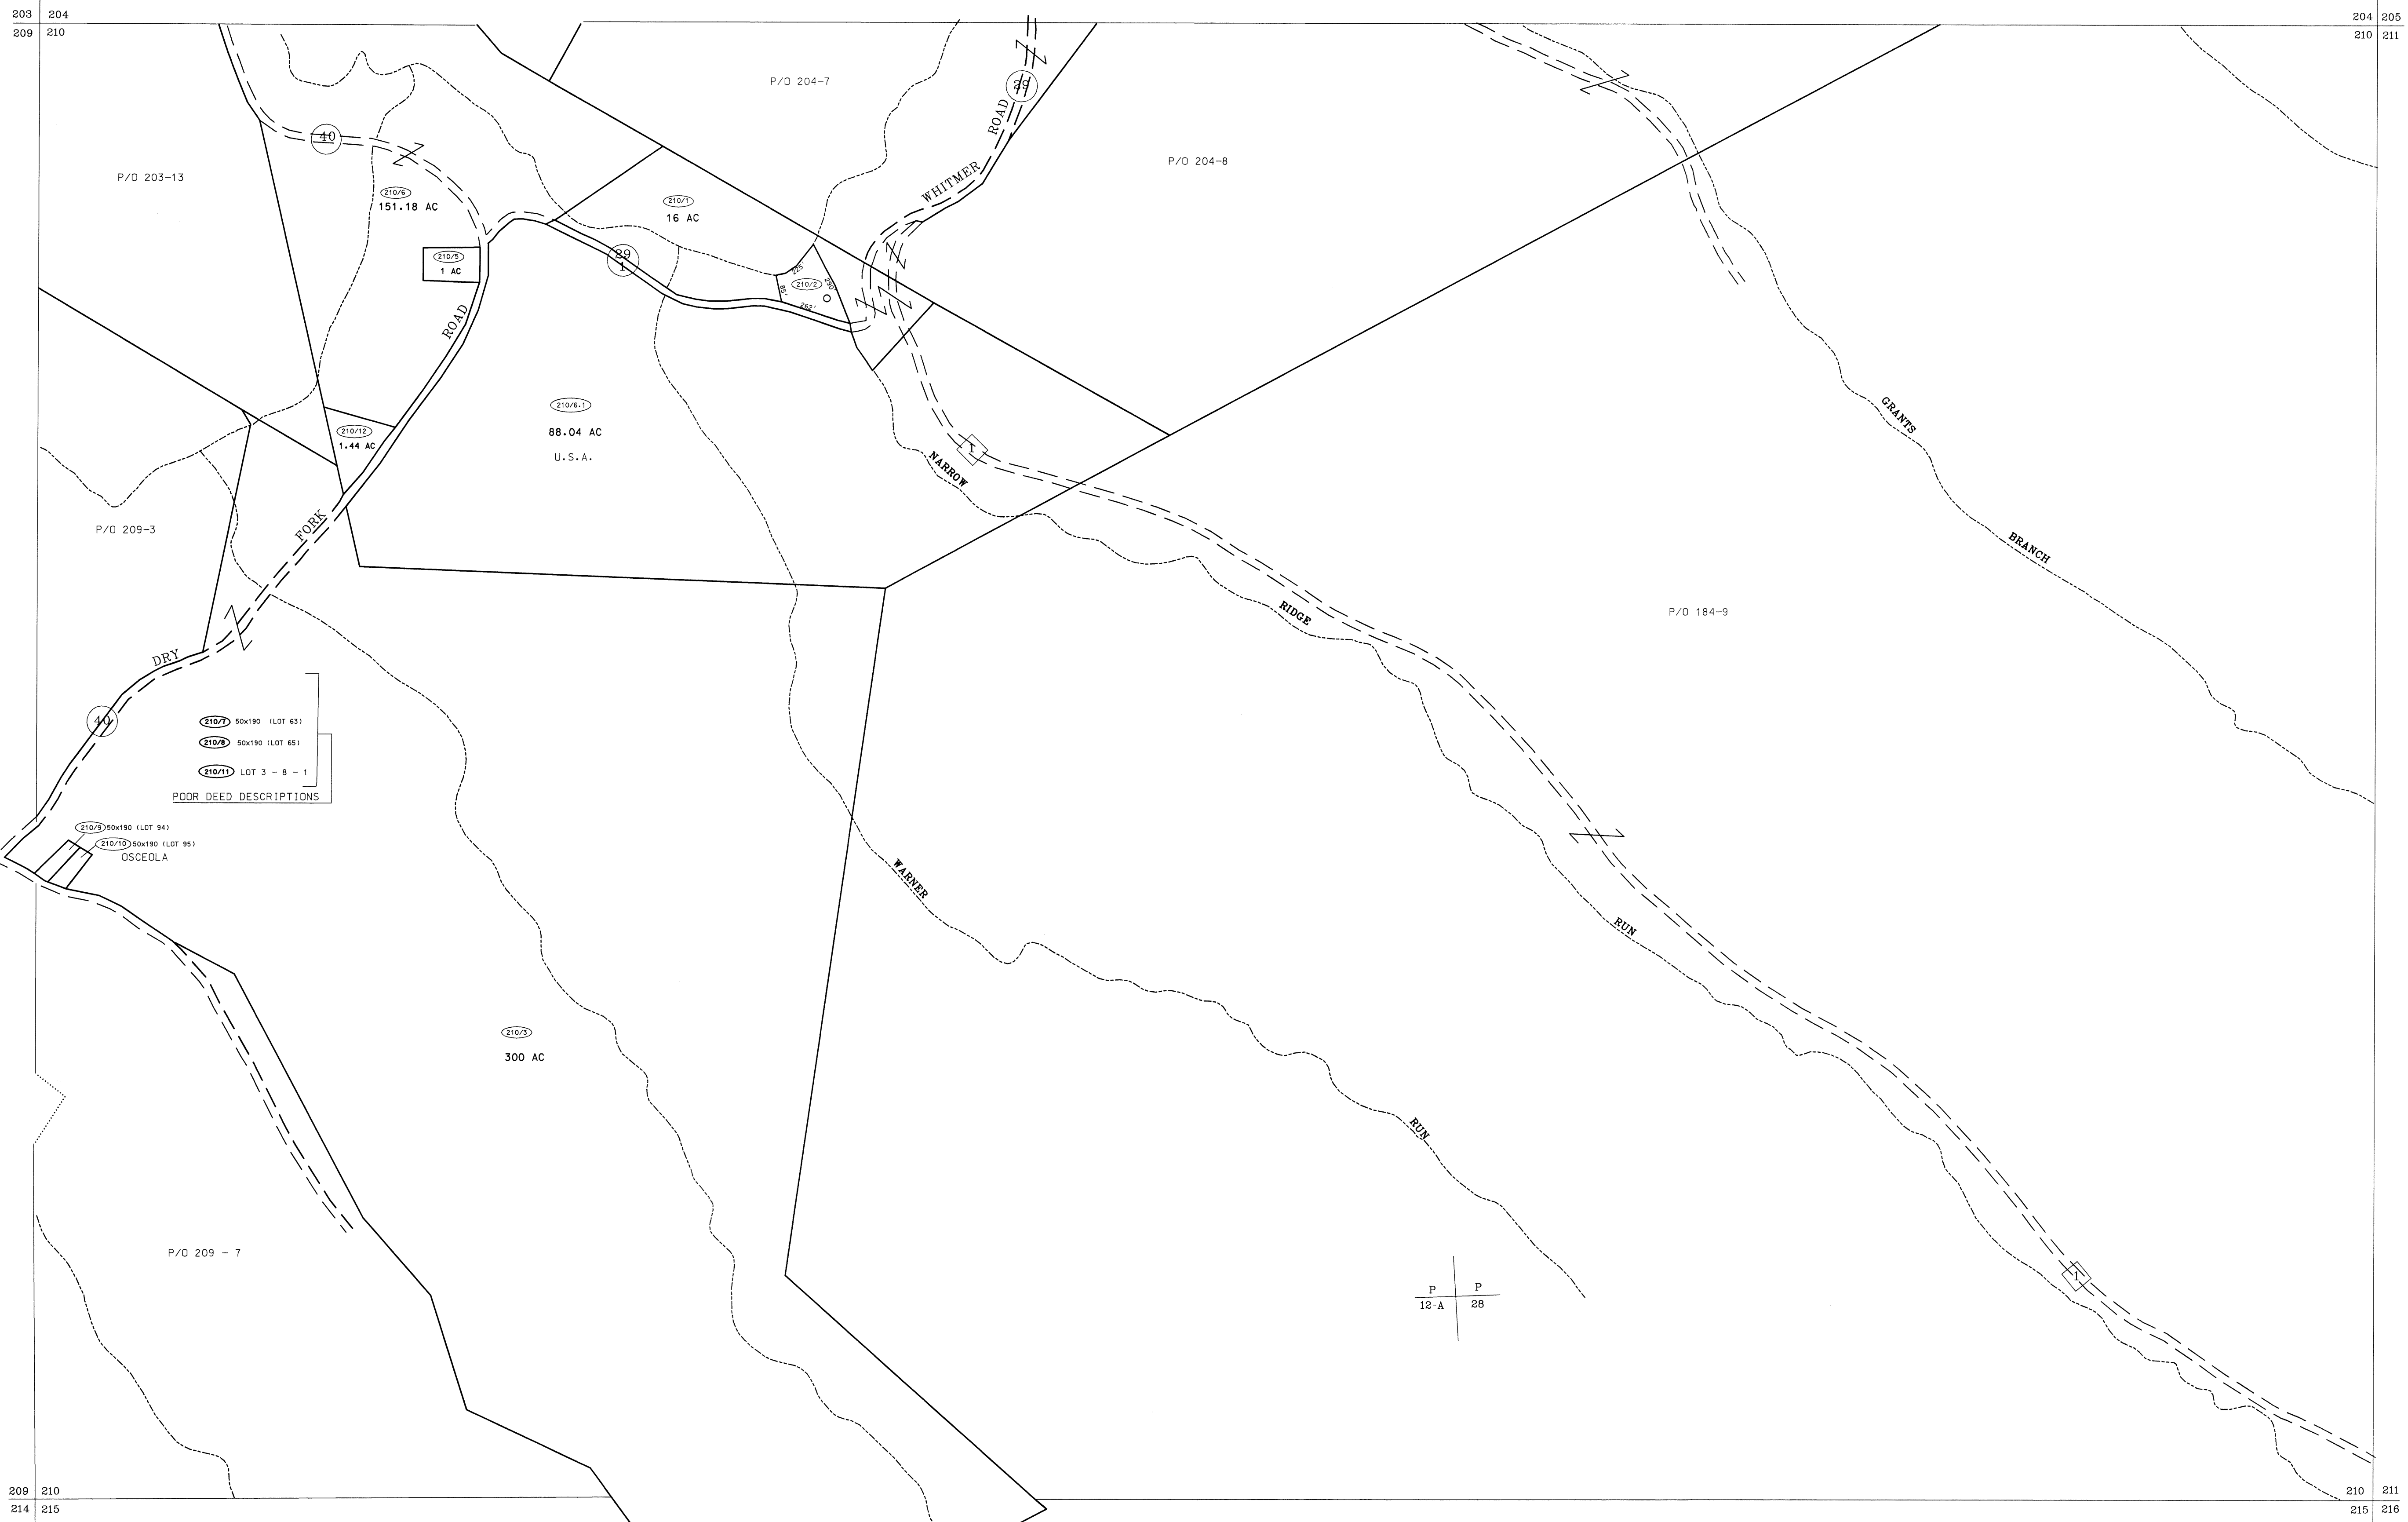 203 204
204 205
209 210
210 211
P/O 204-7
29
ROAD
40
P/O 203-13
P/O 204-8
WHITMER
210/6
151.18 AC
210/1
16 AC
210/5
1 AC
29
1
225'
210/2
290'
85'
262'
ROAD
210/6.1
88.04 AC
U.S.A.
210/12
1.44 AC
GRANTS
1
NARROW
P/O 209-3
FORK
BRANCH
RIDGE
P/O 184-9
DRY
40
210/7 50x190 (LOT 63)
210/8 50x190 (LOT 65)
210/11 LOT 3 - 8 - 1
POOR DEED DESCRIPTIONS
210/9 50x190 (LOT 94)
210/10 50x190 (LOT 95)
OSCEOLA
WARNER
RUN
210/3
300 AC
RUN
P/O 209 - 7
1
P P
12-A 28
209 210
210 211
214 215
215 216